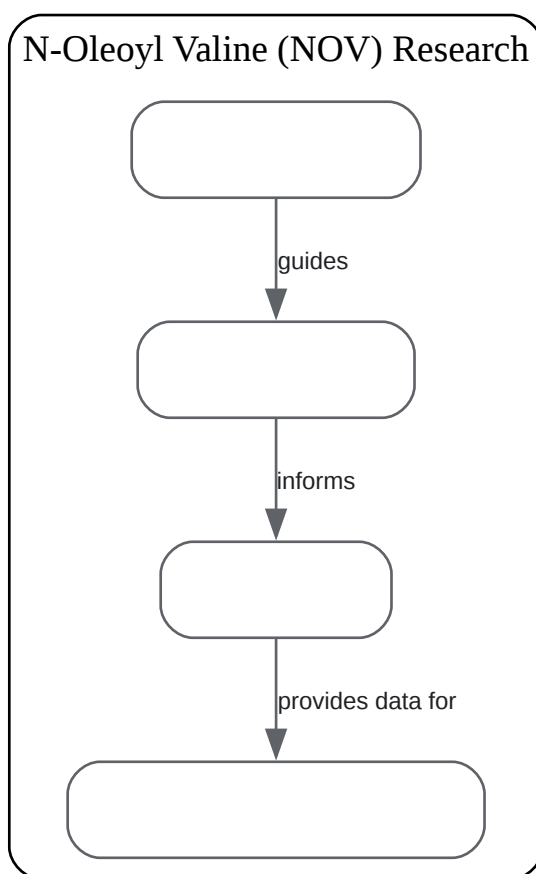 N-Oleoyl Valine (NOV) Research
guides
informs
provides data for